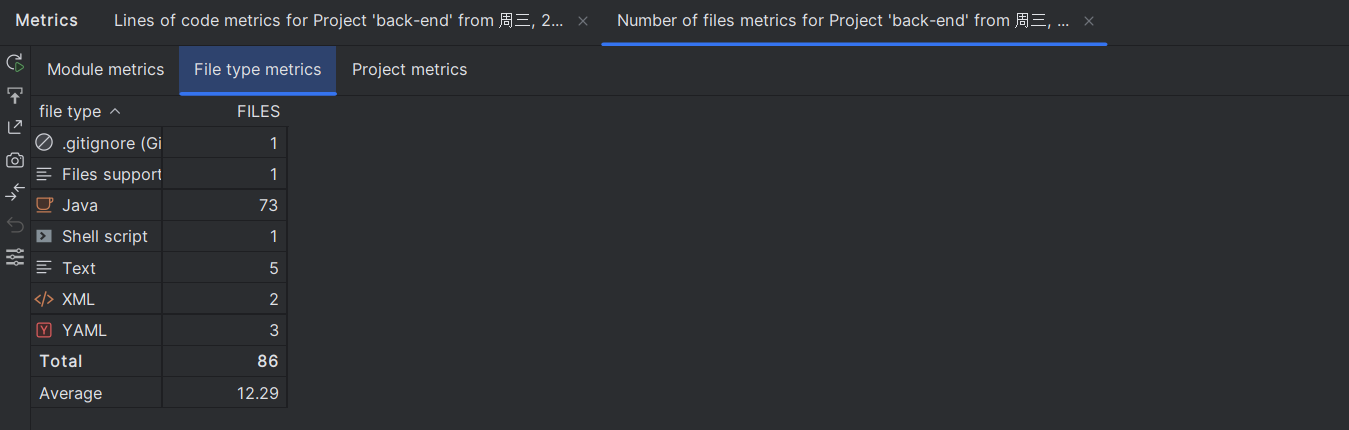 Metrics Lines of code metrics for Project 'back-end' from 周三, 2... Number of files metrics for Project 'back-end' from 周三, ...
Module metrics File type metrics Project metrics
file type FILES
.gitignore (Gi 1
Files support 1
Java 73
Shell script 1
Text 5
XML 2
YAML 3
Total 86
Average 12.29